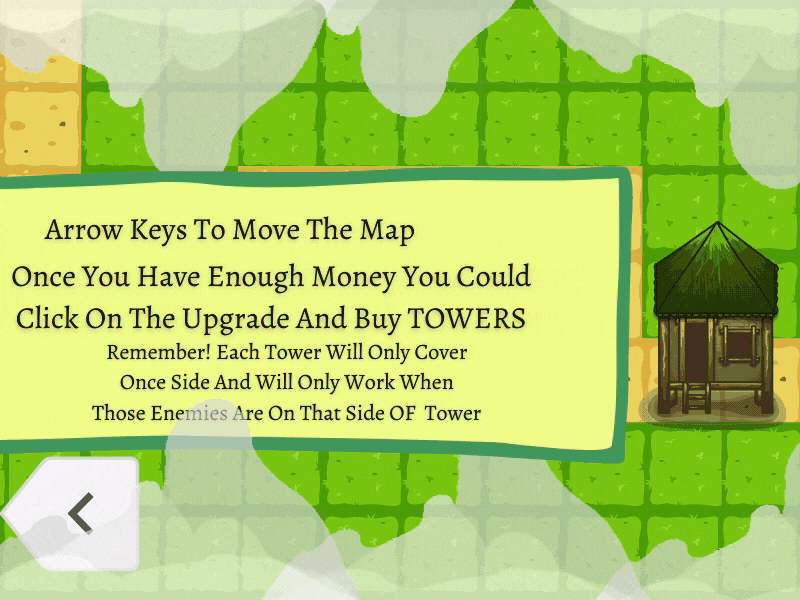 Arrow Keys To Move The Map
Once You Have Enough Money You Could
Click On The Upgrade And Buy TOWERS
Remember! Each Tower Will Only Cover
Once Side And Will Only Work When
Those Enemies Are On That Side OF Tower